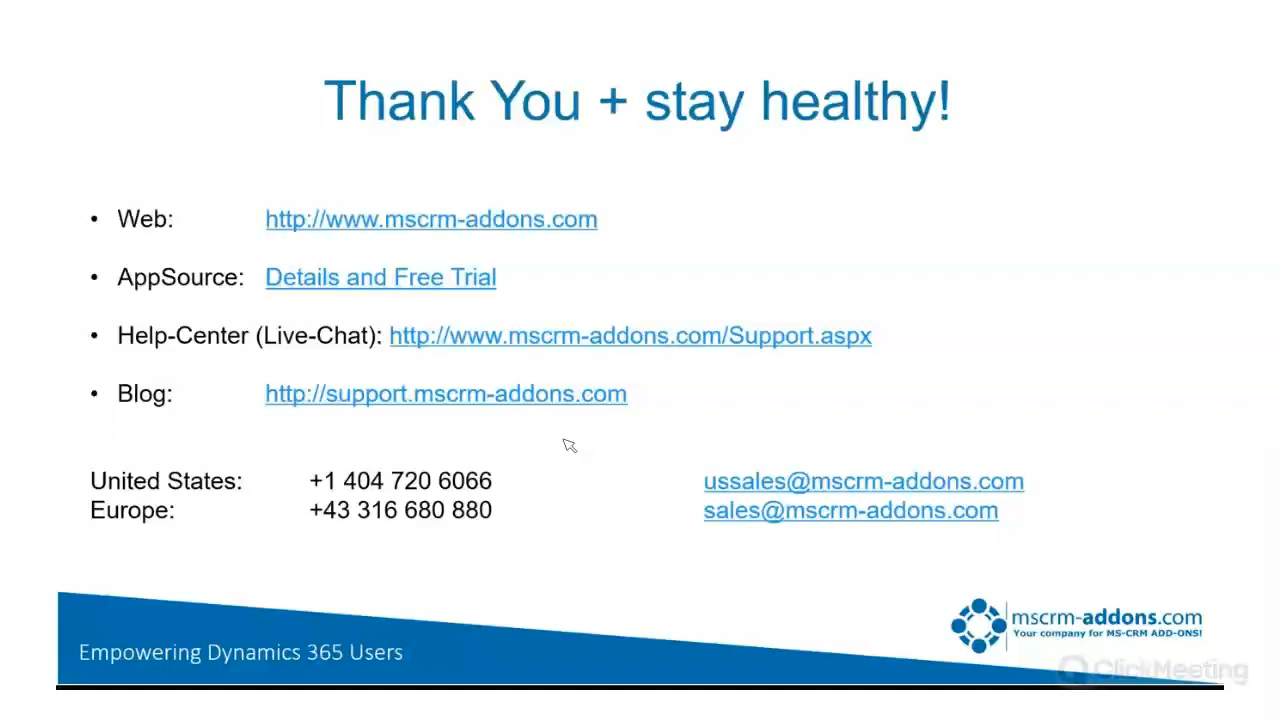 Thank You + stay healthy!
• Web: http://www.mscrm-addons.com
• AppSource: Details and Free Trial
• Help-Center (Live-Chat): http://www.mscrm-addons.com/Support.aspx
• Blog: http://support.mscrm-addons.com
United States: +1 404 720 6066 ussales@mscrm-addons.com
Europe: +43 316 680 880 sales@mscrm-addons.com
mscrm-addons.com
Your company for MS-CRM ADD-ONS!
Empowering Dynamics 365 Users
ClickMeeting